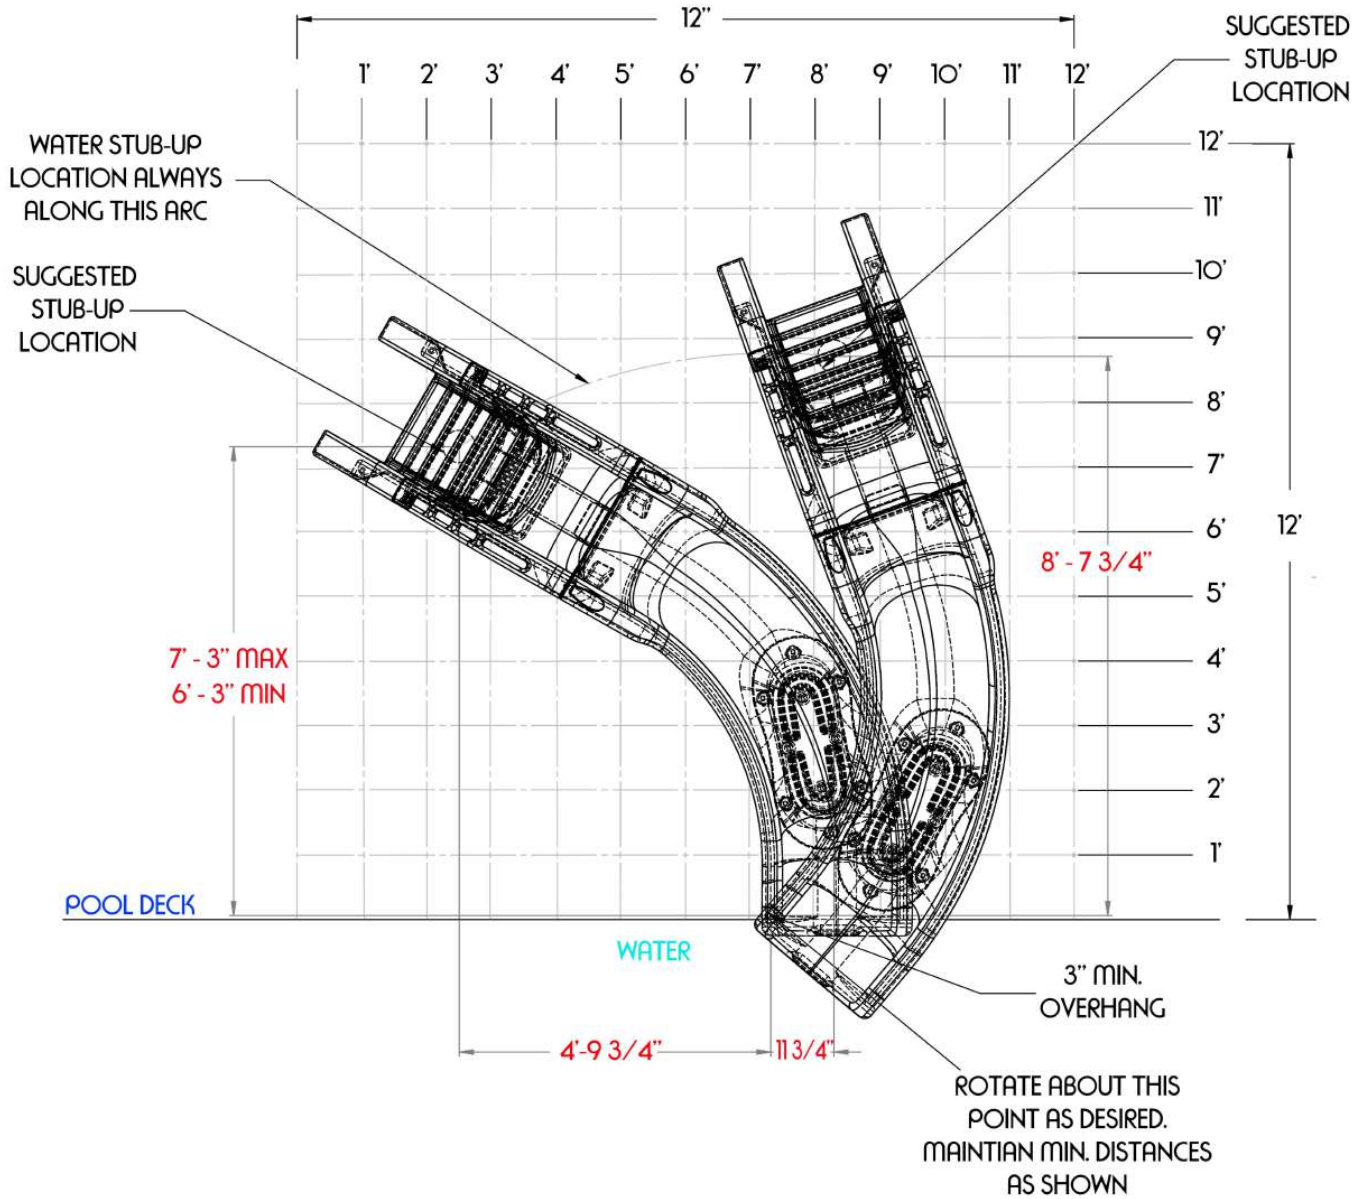 12”
SUGGESTED
STUB-UP
LOCATION
1' 2' 3' 4' 5' 6' 7' 8' 9' 10' 11' 12'
WATER STUB-UP
LOCATION ALWAYS
ALONG THIS ARC
SUGGESTED
STUB-UP
LOCATION
12'
11'
10'
9'
8'
7'
6'
5'
4'
3'
2'
1'
12'
8' - 7 3/4”
7' - 3” MAX
6' - 3” MIN
POOL DECK
WATER
3” MIN.
OVERHANG
4'-9 3/4”
11 3/4”
ROTATE ABOUT THIS
POINT AS DESIRED.
MAINTIAN MIN. DISTANCES
AS SHOWN